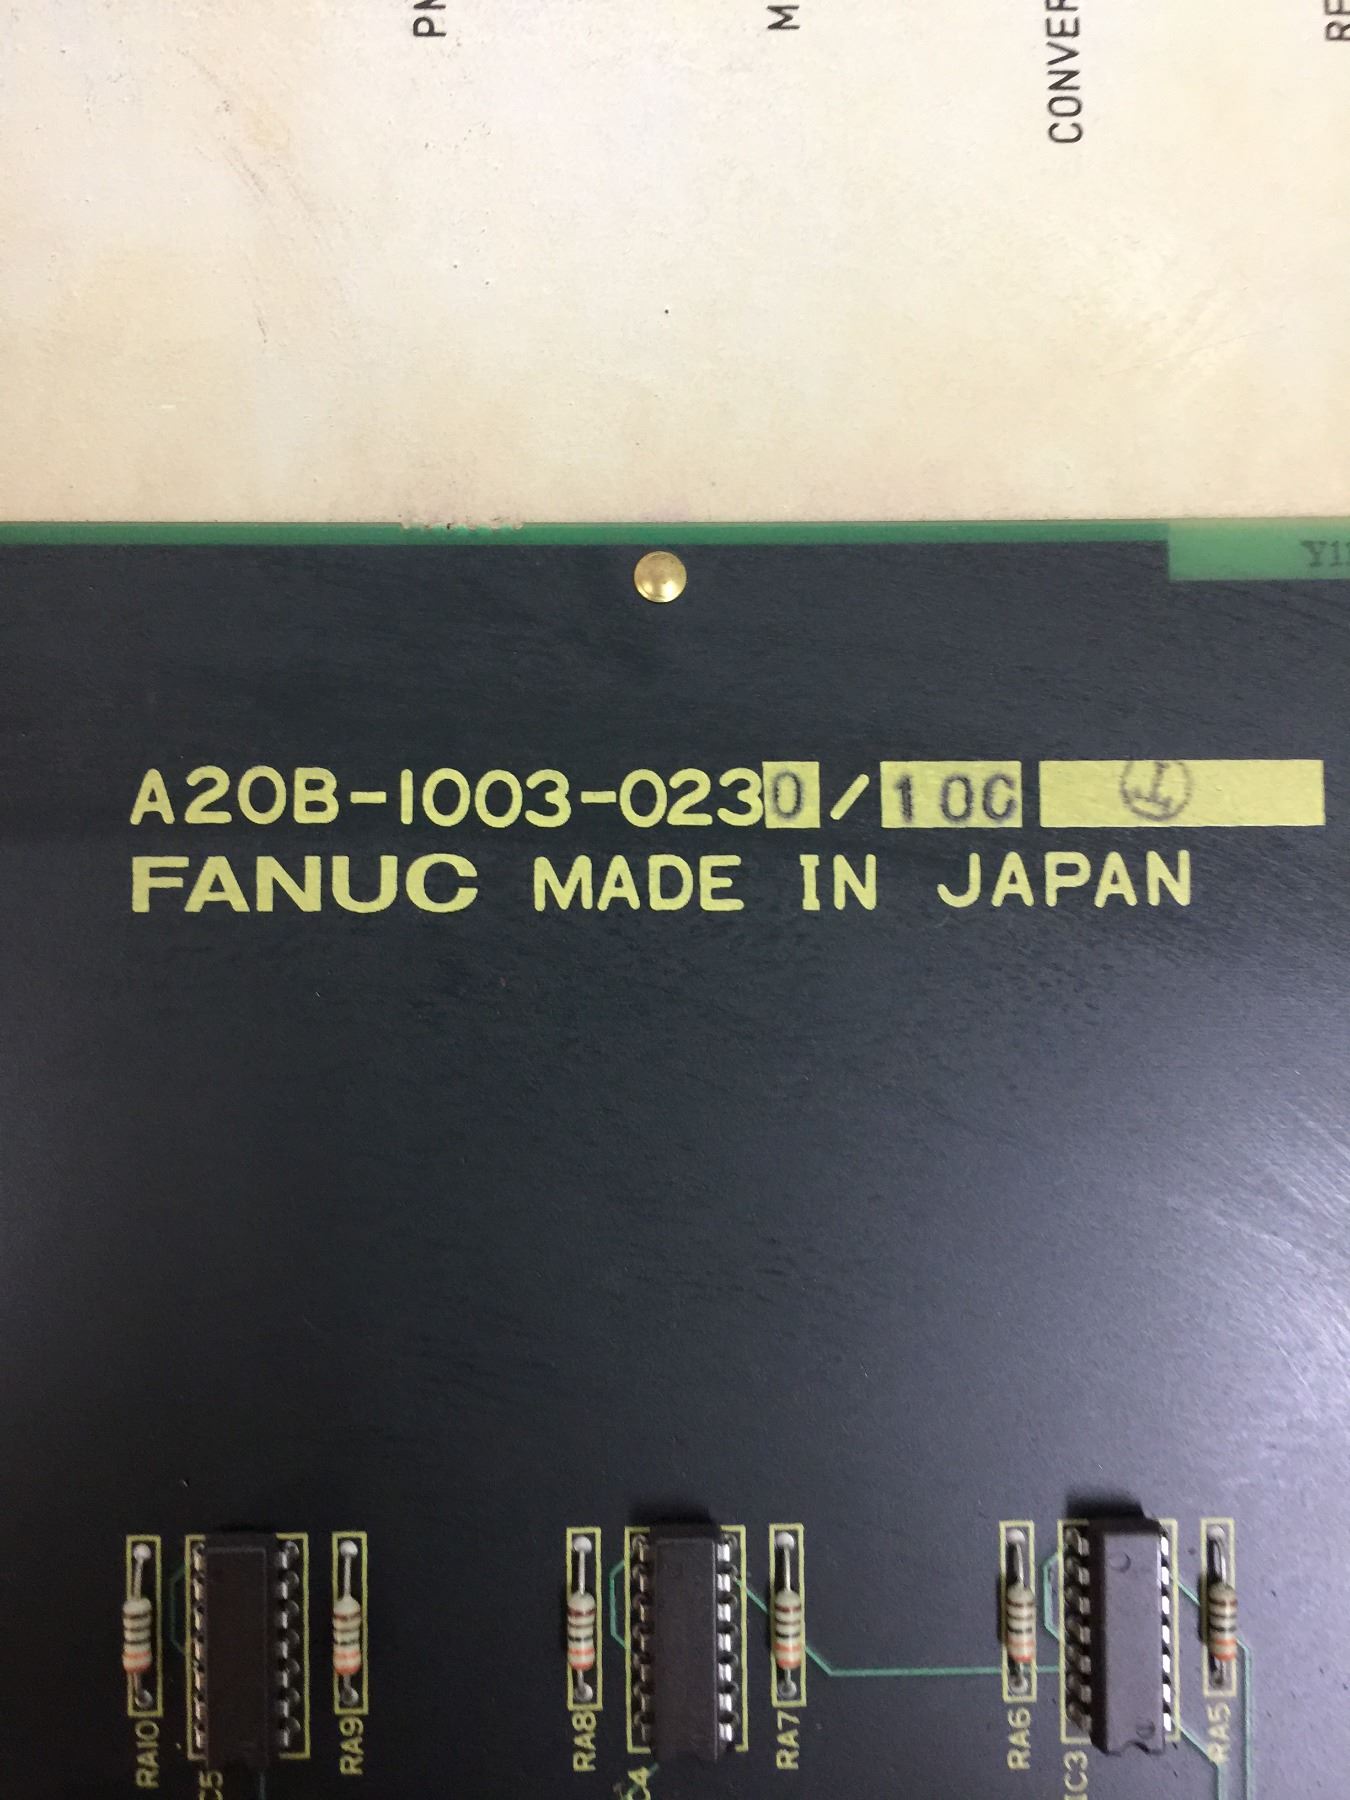 CONVER
A20B-1003-0230/10C
FANUC MADE IN JAPAN
RA10
RA9
RA8
RA7
RA6
IC3
RA5